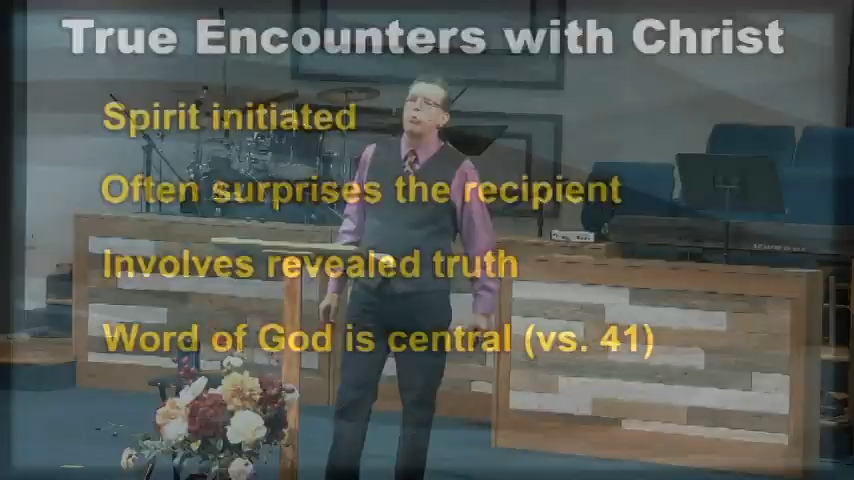 True Encounters with Christ
Spirit initiated
Often surprises the recipient
Involves revealed truth
Word of God is central (vs. 41)